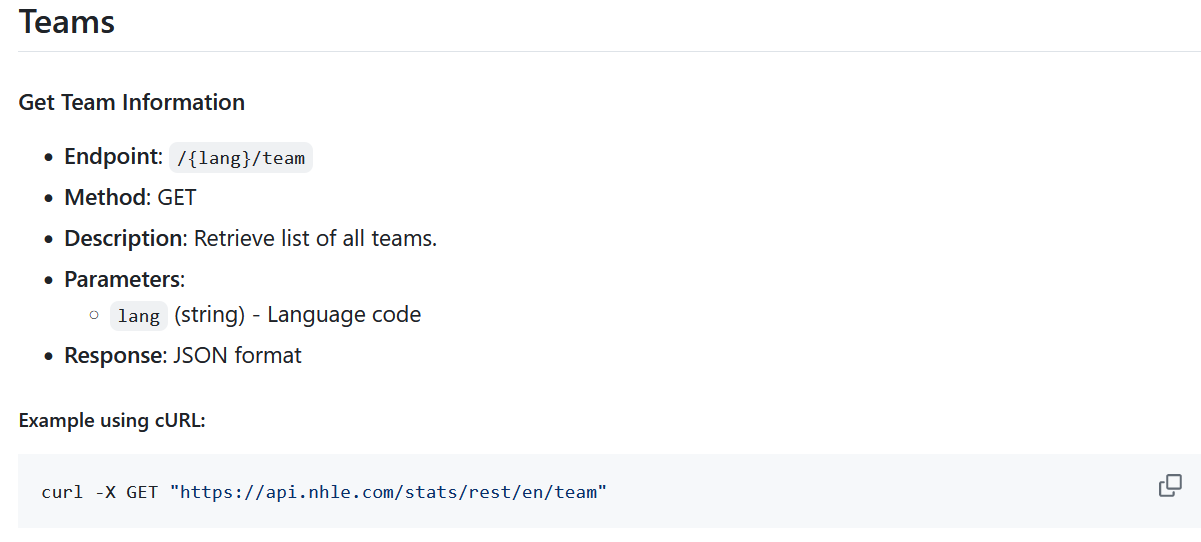 Teams
Get Team Information
Endpoint: /{lang}/team
Method: GET
Description: Retrieve list of all teams.
Parameters:
lang (string) - Language code
Response: JSON format
Example using cURL:
curl -X GET "https://api.nhle.com/stats/rest/en/team"